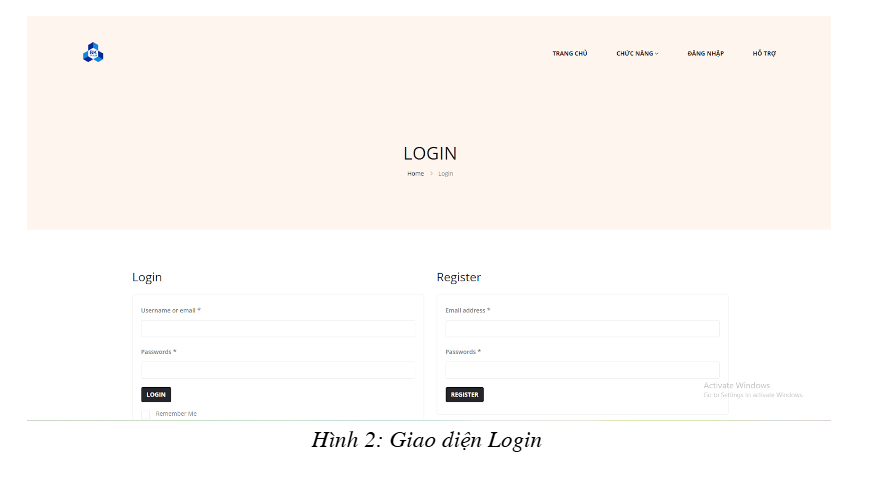 BK
TRANG CHỦ CHỨC NĂNG ĐĂNG NHẬP HỖ TRỢ
LOGIN
Home > Login
Login
Username or email *
Passwords *
LOGIN
Remember Me
Register
Email address *
Passwords *
REGISTER
Activate Windows
Go to Settings to activate Windows.
Hình 2: Giao diện Login